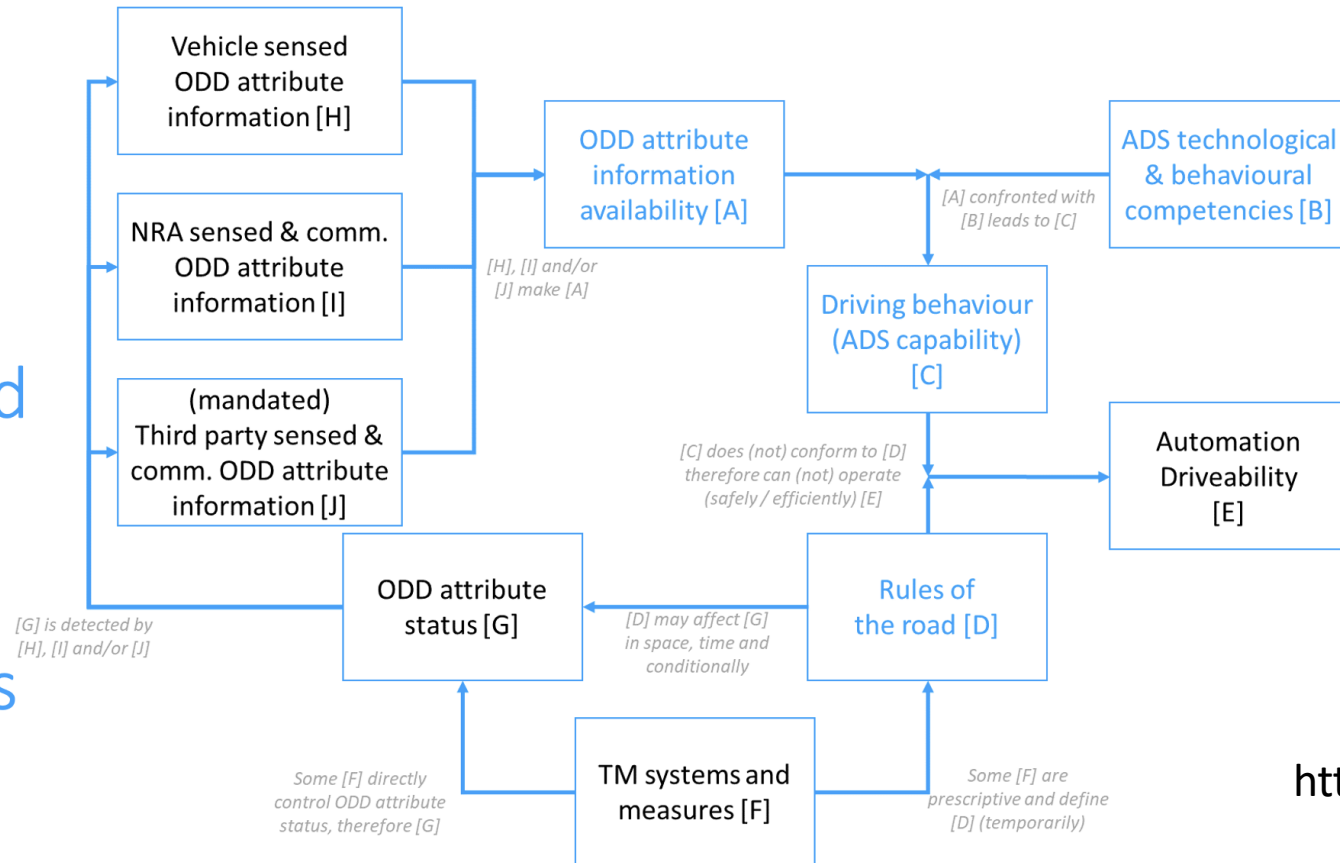 Vehicle sensed
ODD attribute
information [H]
NRA sensed & comm.
ODD attribute
information [I]
(mandated)
Third party sensed &
comm. ODD attribute
information [J]
[H], [I] and/or
[J] make [A]
ODD attribute
information
availability [A]
[A] confronted with
[B] leads to [C]
ADS technological
& behavioural
competencies [B]
Driving behaviour
(ADS capability)
[C]
[C] does (not) conform to [D]
therefore can (not) operate
(safely / efficiently) [E]
Automation
Driveability
[E]
d
ODD attribute
status [G]
[D] may affect [G]
in space, time and
conditionally
Rules of
the road [D]
[G] is detected by
[H], [I] and/or [J]
s
Some [F] directly
control ODD attribute
status, therefore [G]
TM systems and
measures [F]
Some [F] are
prescriptive and define
[D] (temporarily)
htt